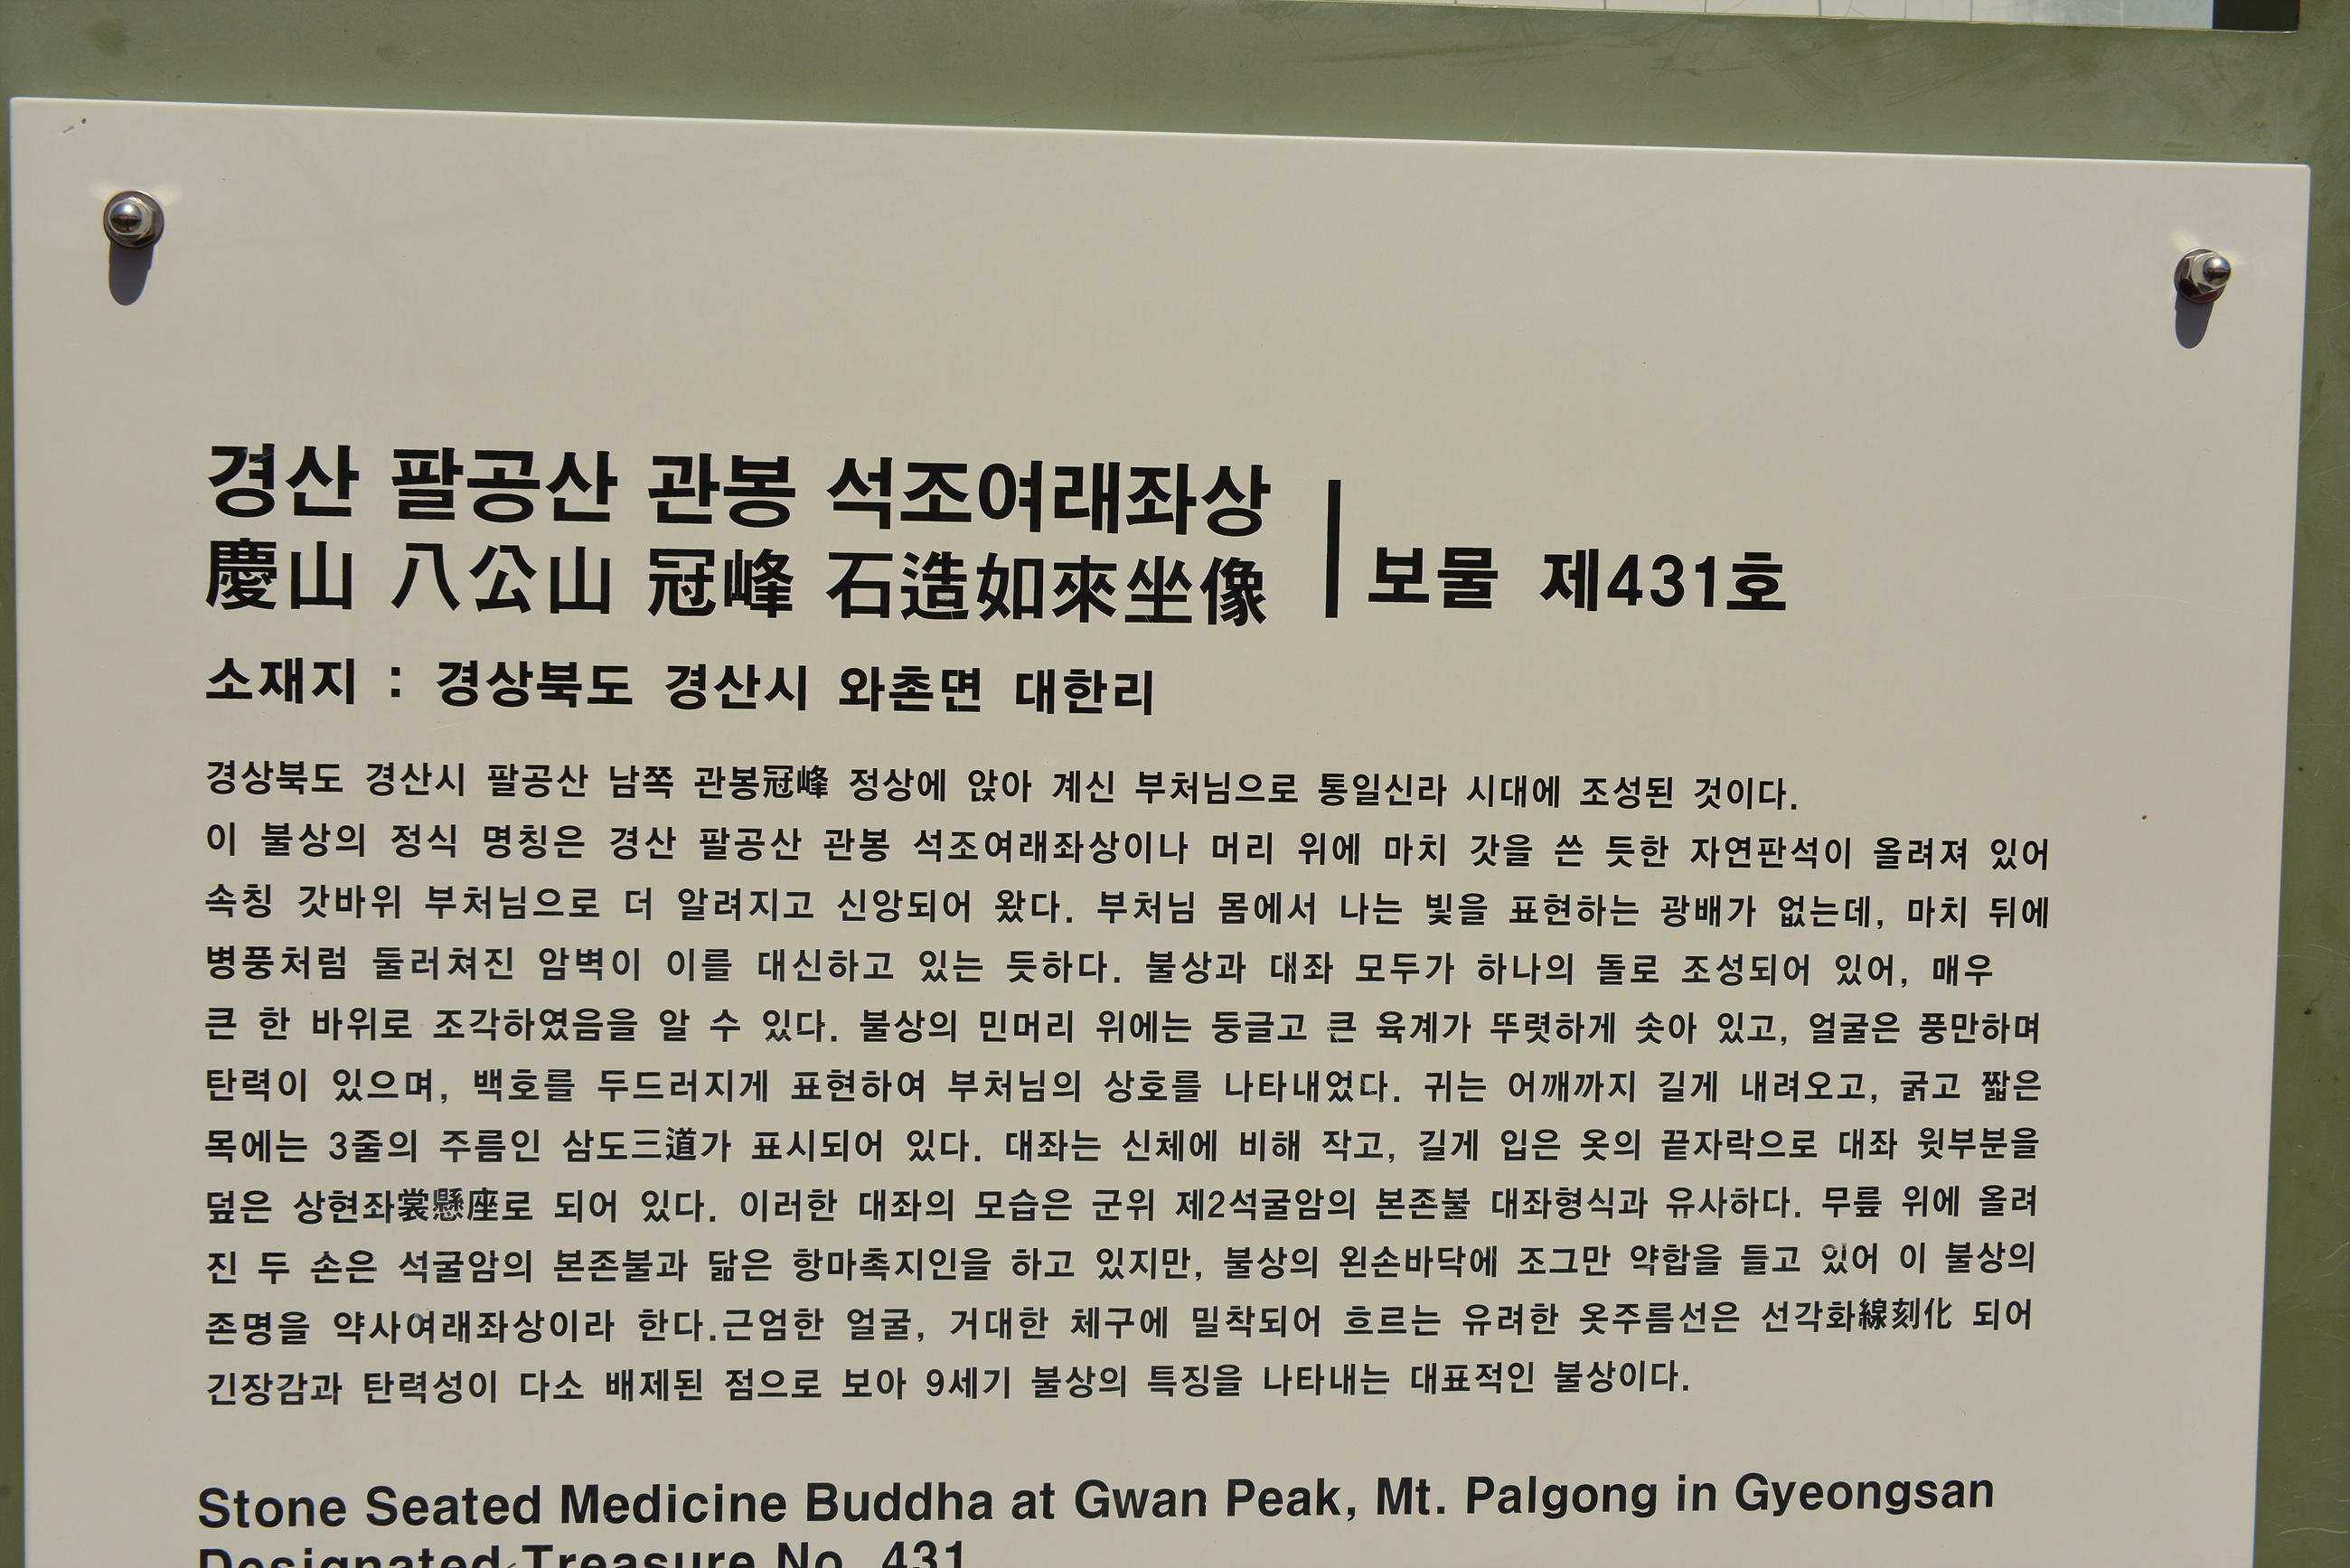 경산 팔공산 관봉 석조여래좌상
慶山 八公山 冠峰 石造如來坐像
보물 제431호
소재지 : 경상북도 경산시 와촌면 대한리
경상북도 경산시 팔공산 남쪽 관봉冠峰 정상에 앉아 계신 부처님으로 통일신라 시대에 조성된 것이다.
이 불상의 정식 명칭은 경산 팔공산 관봉 석조여래좌상이나 머리 위에 마치 갓을 쓴 듯한 자연판석이 올려져 있어
속칭 갓바위 부처님으로 더 알려지고 신앙되어 왔다. 부처님 몸에서 나는 빛을 표현하는 광배가 없는데, 마치 뒤에
병풍처럼 둘러쳐진 암벽이 이를 대신하고 있는 듯하다. 불상과 대좌 모두가 하나의 돌로 조성되어 있어, 매우
큰 한 바위로 조각하였음을 알 수 있다. 불상의 민머리 위에는 둥글고 큰 육계가 뚜렷하게 솟아 있고, 얼굴은 풍만하며
탄력이 있으며, 백호를 두드러지게 표현하여 부처님의 상호를 나타내었다. 귀는 어깨까지 길게 내려오고, 굵고 짧은
목에는 3줄의 주름인 삼도三道가 표시되어 있다. 대좌는 신체에 비해 작고, 길게 입은 옷의 끝자락으로 대좌 윗부분을
덮은 상현좌裳懸座로 되어 있다. 이러한 대좌의 모습은 군위 제2석굴암의 본존불 대좌형식과 유사하다. 무릎 위에 올려
진 두 손은 석굴암의 본존불과 닮은 항마촉지인을 하고 있지만, 불상의 왼손바닥에 조그만 약합을 들고 있어 이 불상의
존명을 약사여래좌상이라 한다.근엄한 얼굴, 거대한 체구에 밀착되어 흐르는 유려한 옷주름선은 선각화線刻化 되어
긴장감과 탄력성이 다소 배제된 점으로 보아 9세기 불상의 특징을 나타내는 대표적인 불상이다.
Stone Seated Medicine Buddha at Gwan Peak, Mt. Palgong in Gyeongsan
Designated Treasure No. 431